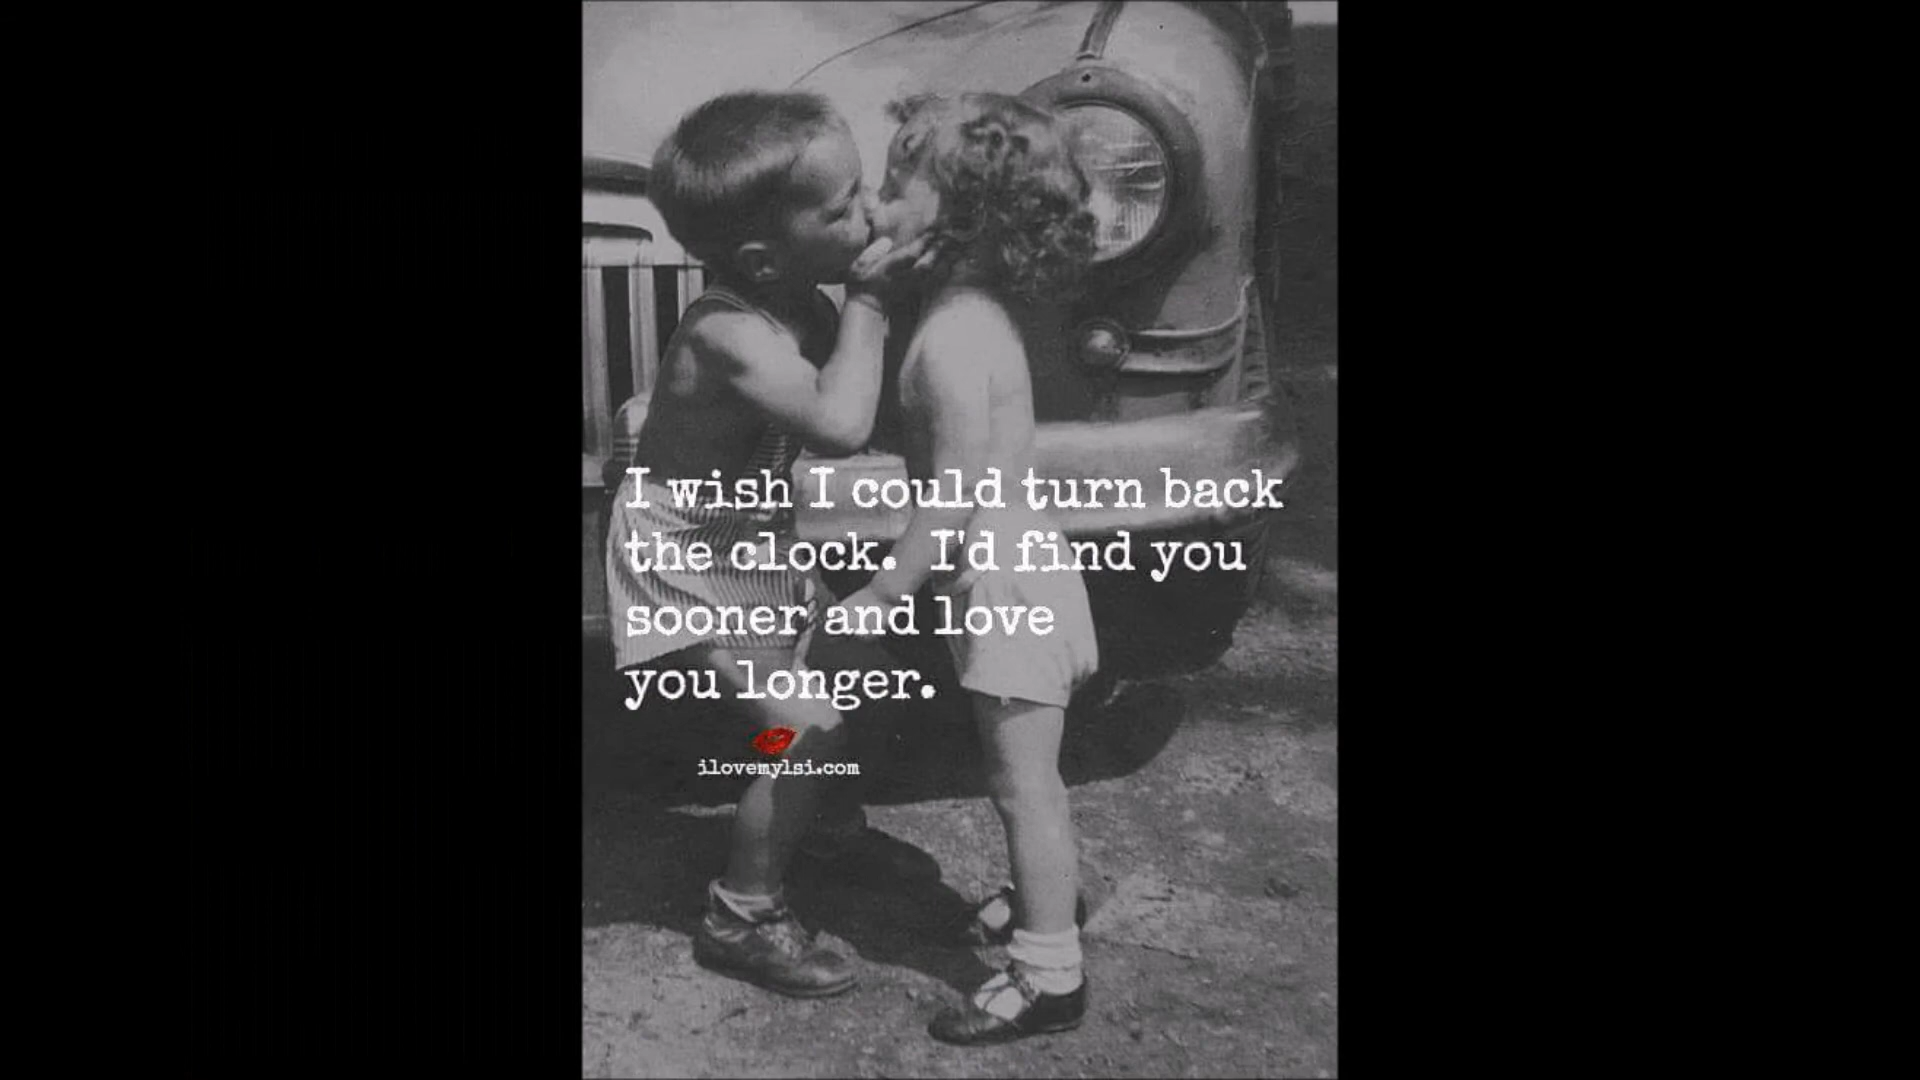 I wish I could turn back
the clock.  I'd find you
sooner and love
you longer.
ilovemylsi.com